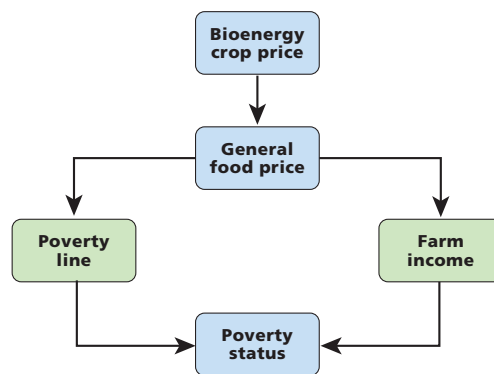 Bioenergy
crop price
General
food price
Poverty
line
Farm
income
Poverty
status